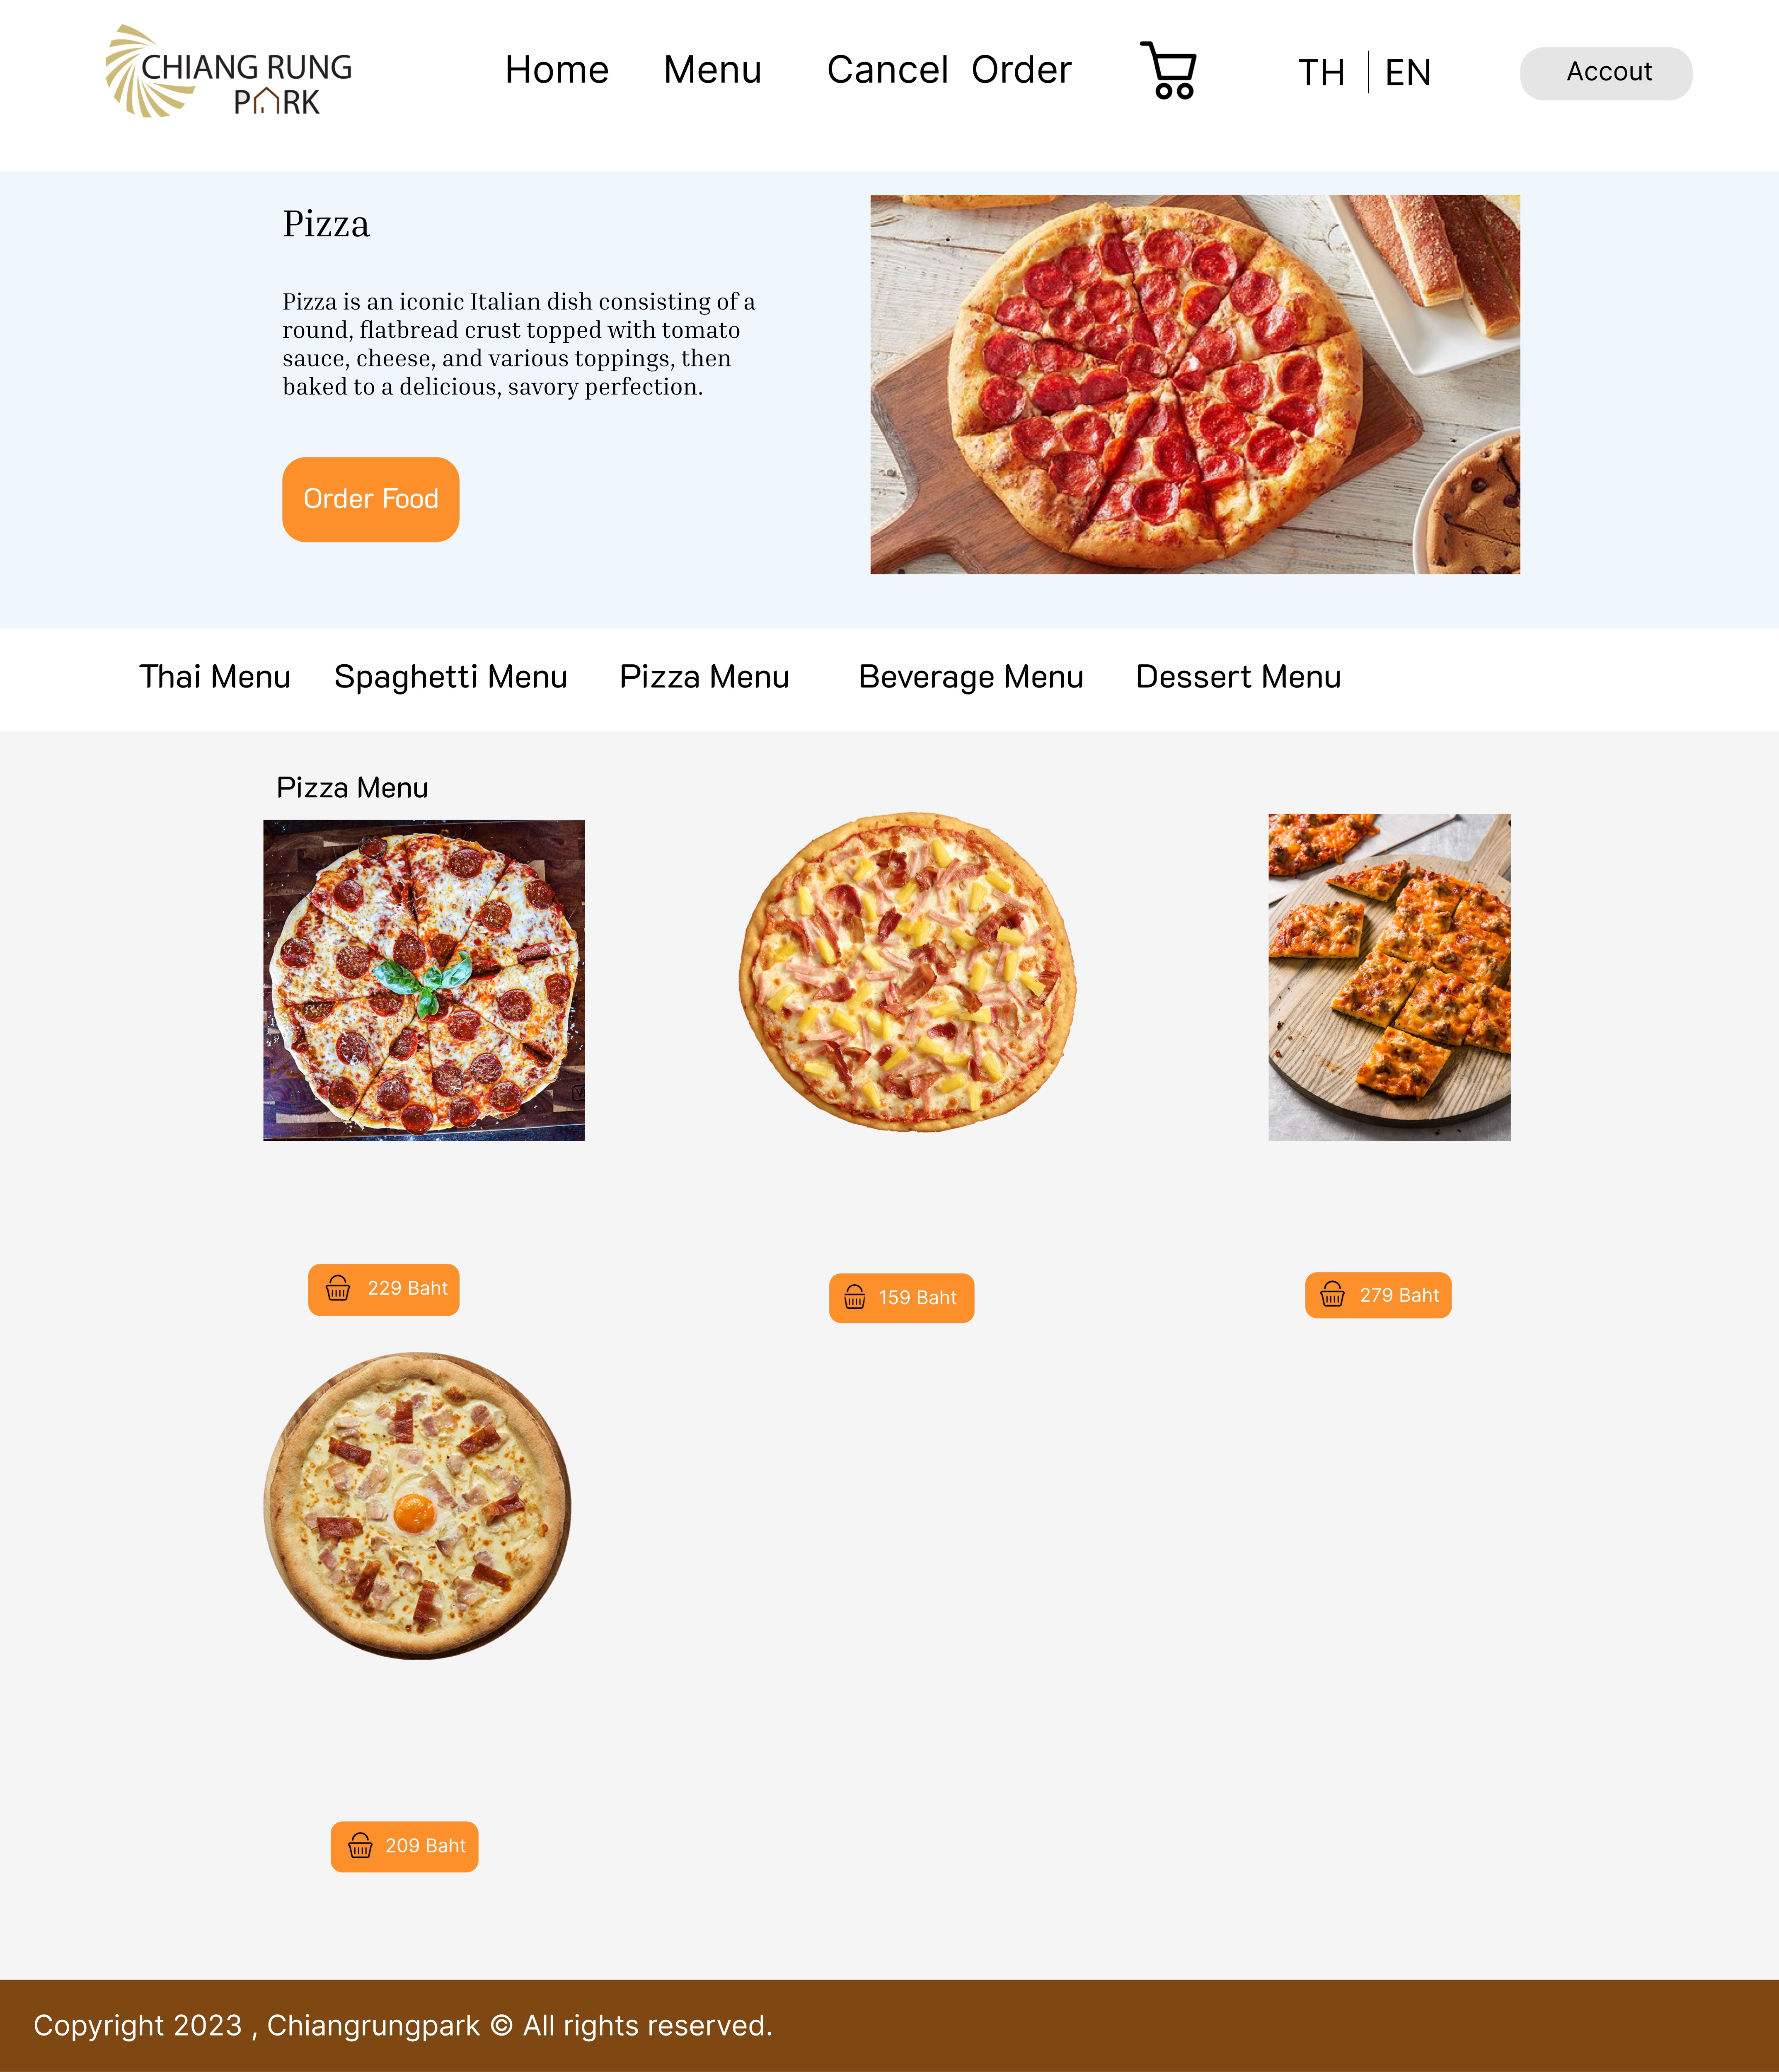 CHIANG RUNG
PARK
Home Menu Cancel Order TH EN Accout
Pizza
Pizza is an iconic Italian dish consisting of a
round, flatbread crust topped with tomato
sauce, cheese, and various toppings, then
baked to a delicious, savory perfection.
Order Food
Thai Menu Spaghetti Menu Pizza Menu Beverage Menu Dessert Menu
Pizza Menu
229 Baht
159 Baht
279 Baht
209 Baht
Copyright 2023 , Chiangrungpark © All rights reserved.